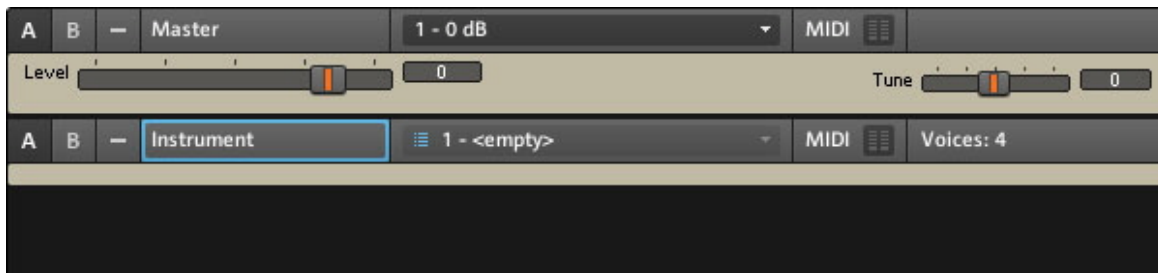 A B – Master 1 - 0 dB MIDI
Level 0 Tune 0
A B – Instrument 1 - <empty> MIDI Voices: 4